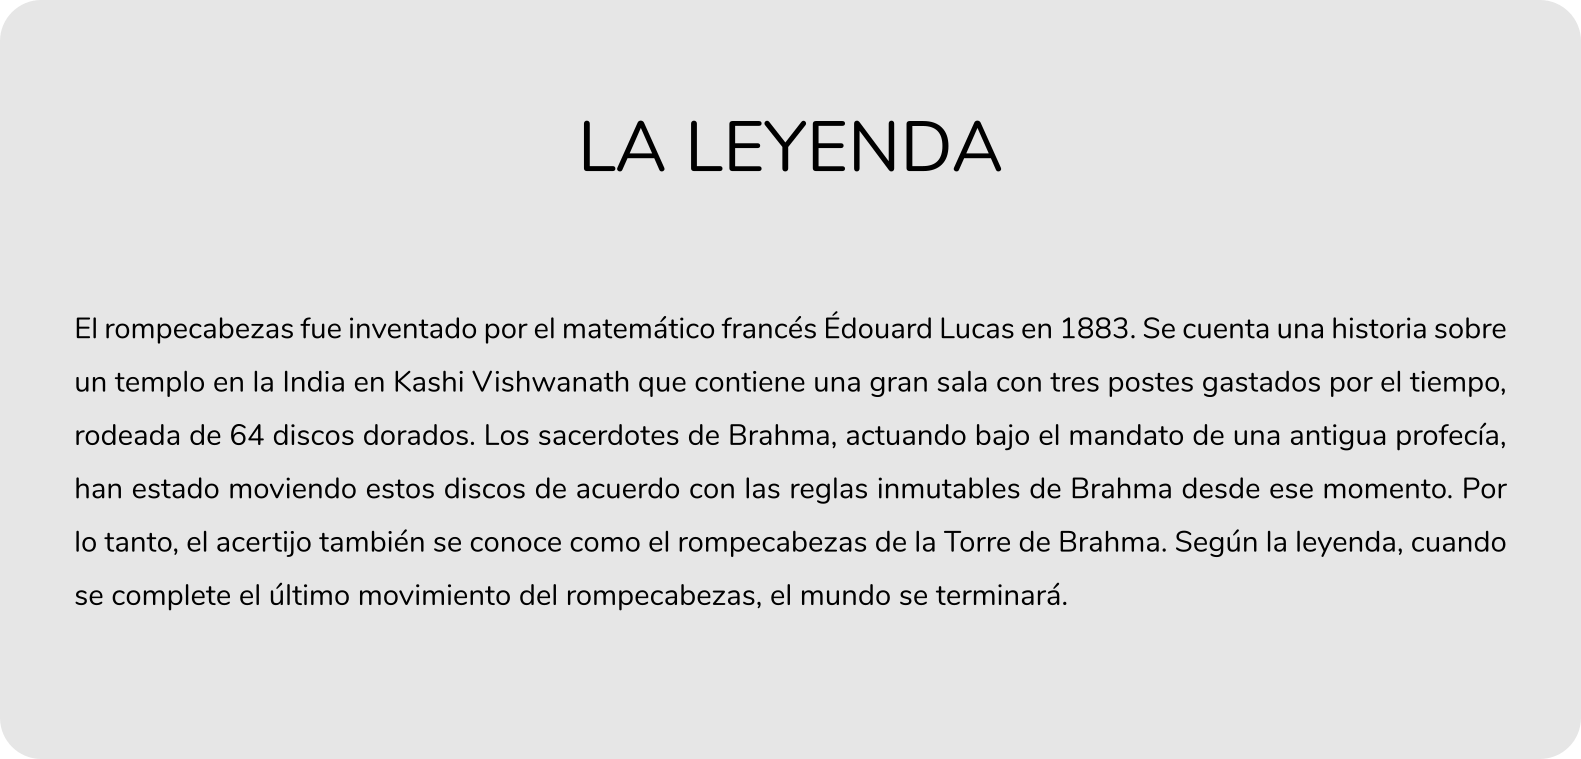 LA LEYENDA
El rompecabezas fue inventado por el matemático francés Édouard Lucas en 1883. Se cuenta una historia sobre
un templo en la India en Kashi Vishwanath que contiene una gran sala con tres postes gastados por el tiempo,
rodeada de 64 discos dorados. Los sacerdotes de Brahma, actuando bajo el mandato de una antigua profecía,
han estado moviendo estos discos de acuerdo con las reglas inmutables de Brahma desde ese momento. Por
lo tanto, el acertijo también se conoce como el rompecabezas de la Torre de Brahma. Según la leyenda, cuando
se complete el último movimiento del rompecabezas, el mundo se terminará.